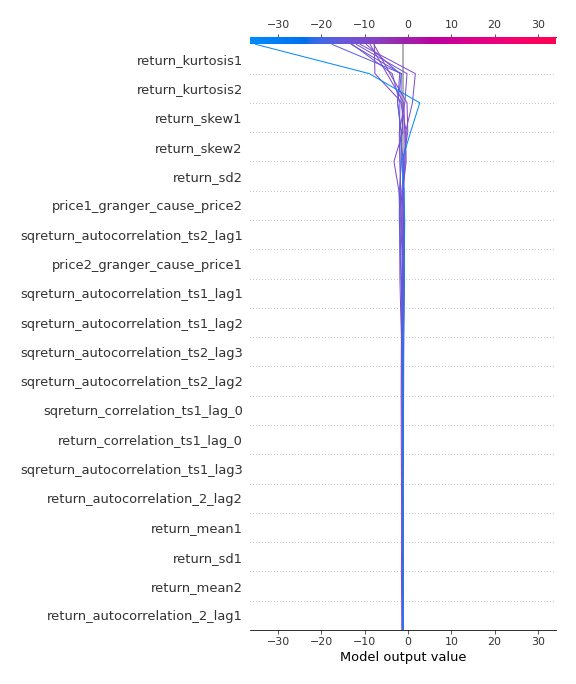 −30 −20 −10 0 10 20 30
return_kurtosis1
return_kurtosis2
return_skew1
return_skew2
return_sd2
price1_granger_cause_price2
sqreturn_autocorrelation_ts2_lag1
price2_granger_cause_price1
sqreturn_autocorrelation_ts1_lag1
sqreturn_autocorrelation_ts1_lag2
sqreturn_autocorrelation_ts2_lag3
sqreturn_autocorrelation_ts2_lag2
sqreturn_correlation_ts1_lag_0
return_correlation_ts1_lag_0
sqreturn_autocorrelation_ts1_lag3
return_autocorrelation_2_lag2
return_mean1
return_sd1
return_mean2
return_autocorrelation_2_lag1
−30 −20 −10 0 10 20 30
Model output value